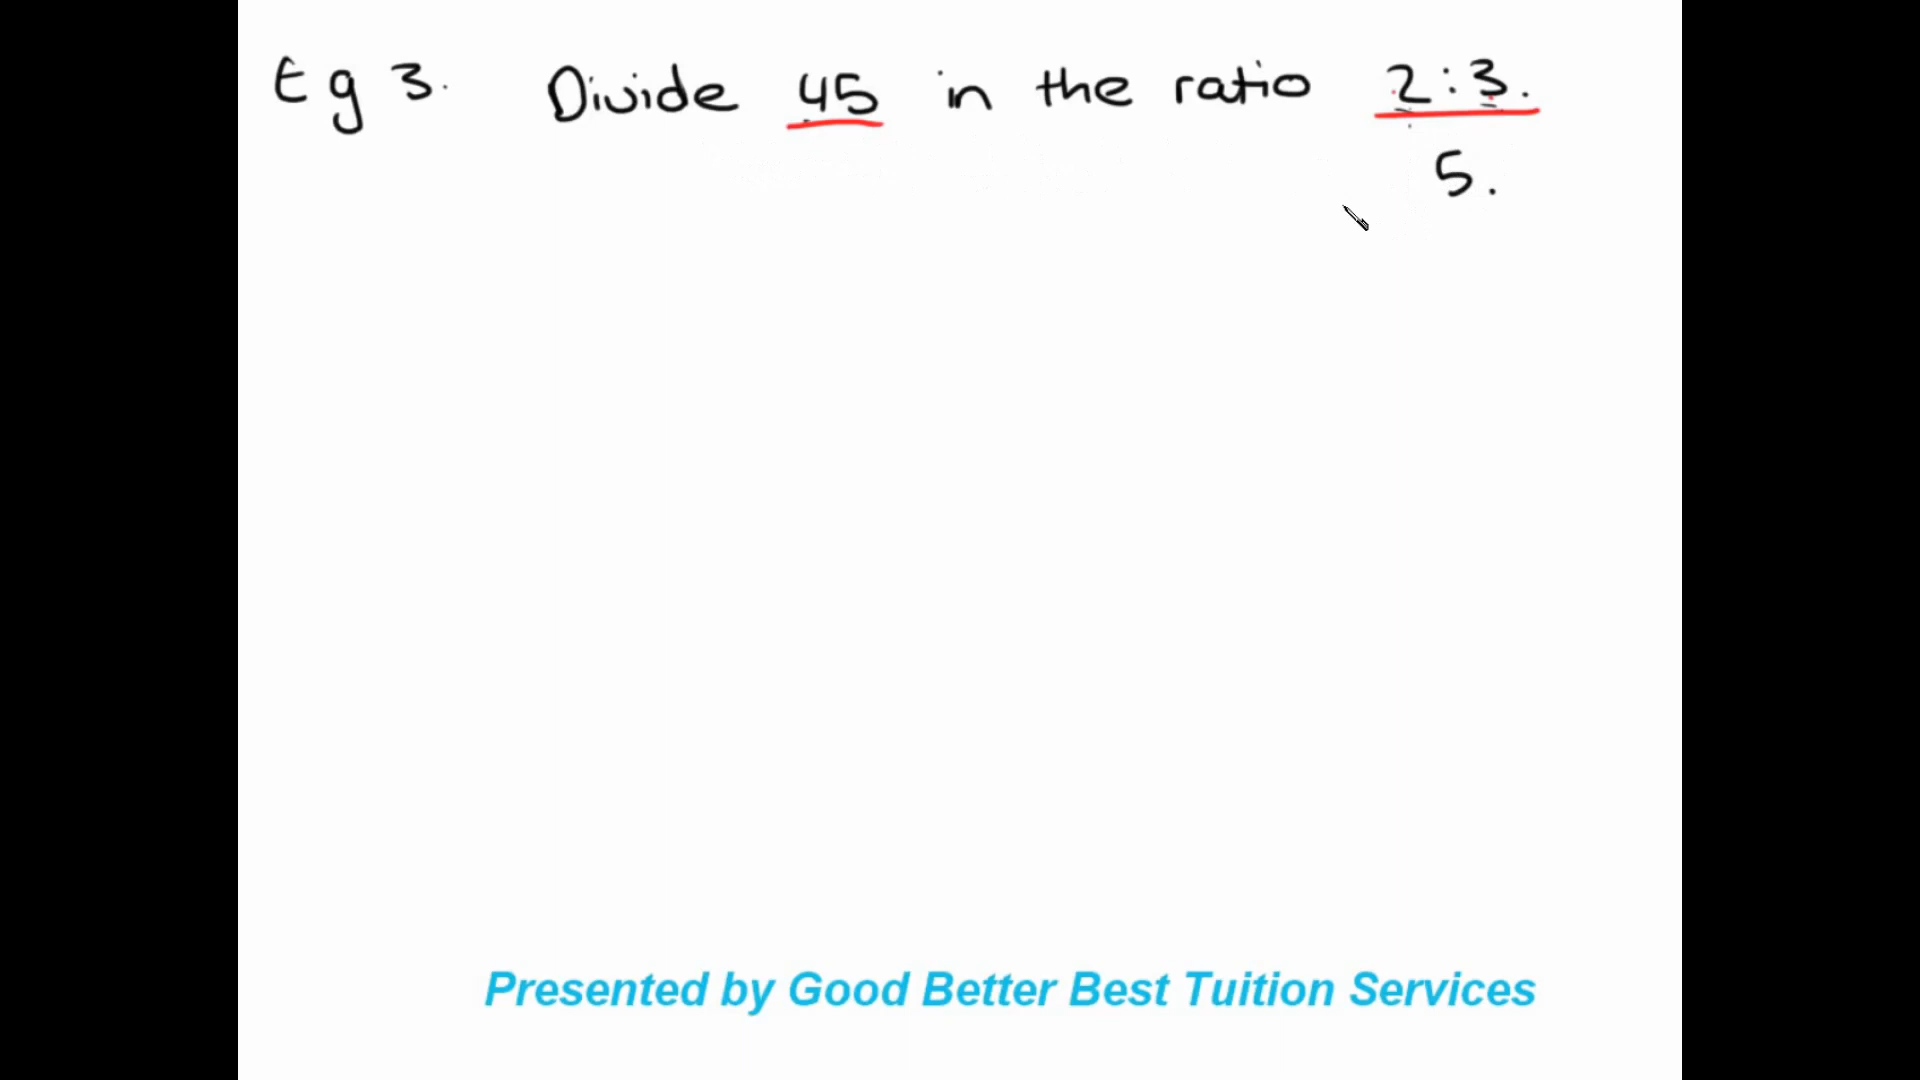 Eg 3. Divide 45 in the ratio 2:3.
5.
Presented by Good Better Best Tuition Services